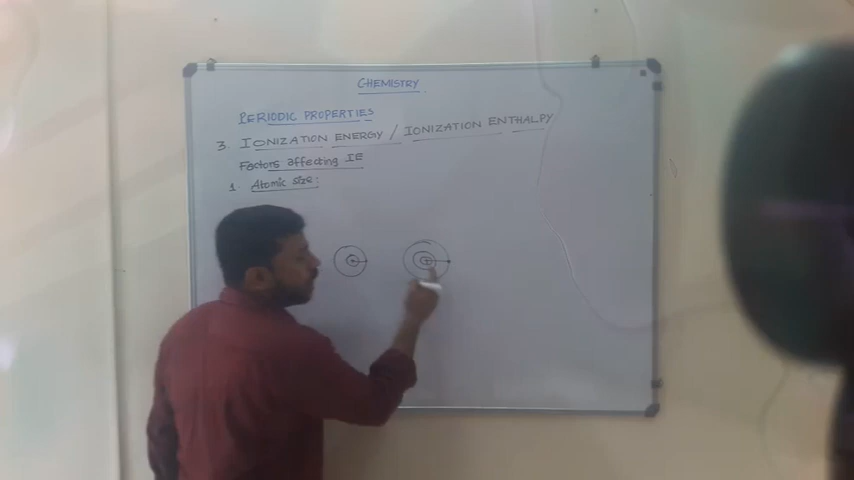 CHEMISTRY
PERIODIC PROPERTIES
3. IONIZATION ENERGY / IONIZATION ENTHALPY
Factors affecting IE
1. Atomic size: